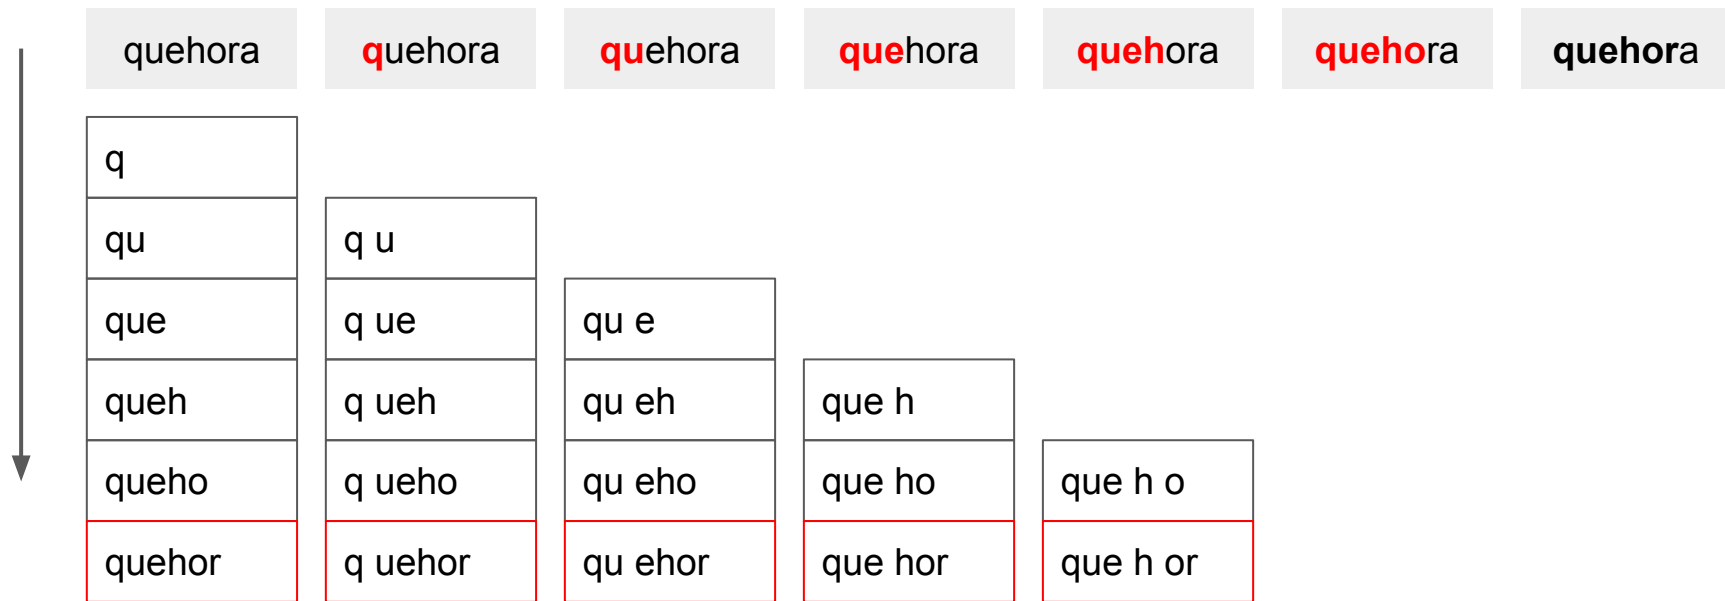 quehora quehora quehora quehora quehora quehora quehora
q
qu q u
que q ue qu e
queh q ueh qu eh que h
queho q ueho qu eho que ho que h o
quehor q uehor qu ehor que hor que h or